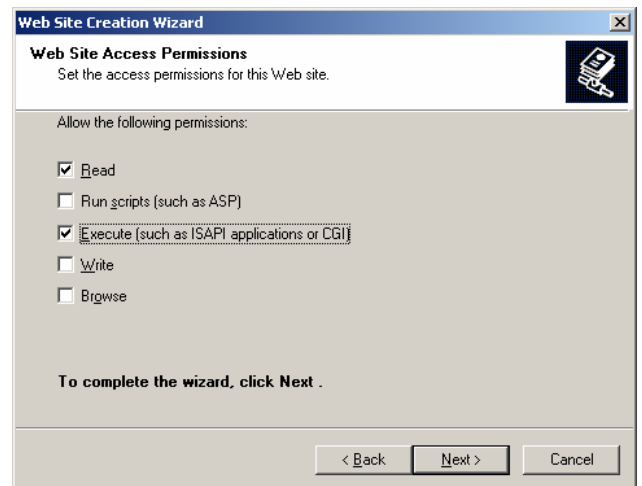 Web Site Creation Wizard
Web Site Access Permissions
Set the access permissions for this Web site.
Allow the following permissions:
Read
Run scripts (such as ASP)
Execute (such as ISAPI applications or CGI)
Write
Browse
To complete the wizard, click Next .
< Back
Next >
Cancel